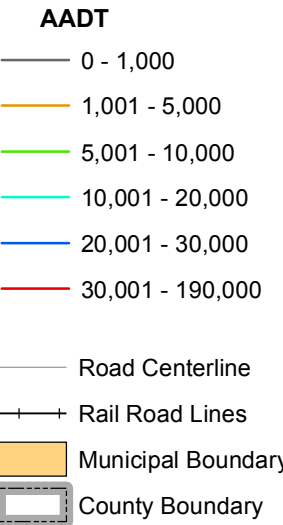 AADT
0 - 1,000
1,001 - 5,000
5,001 - 10,000
10,001 - 20,000
20,001 - 30,000
30,001 - 190,000
Road Centerline
Rail Road Lines
Municipal Boundary
County Boundary